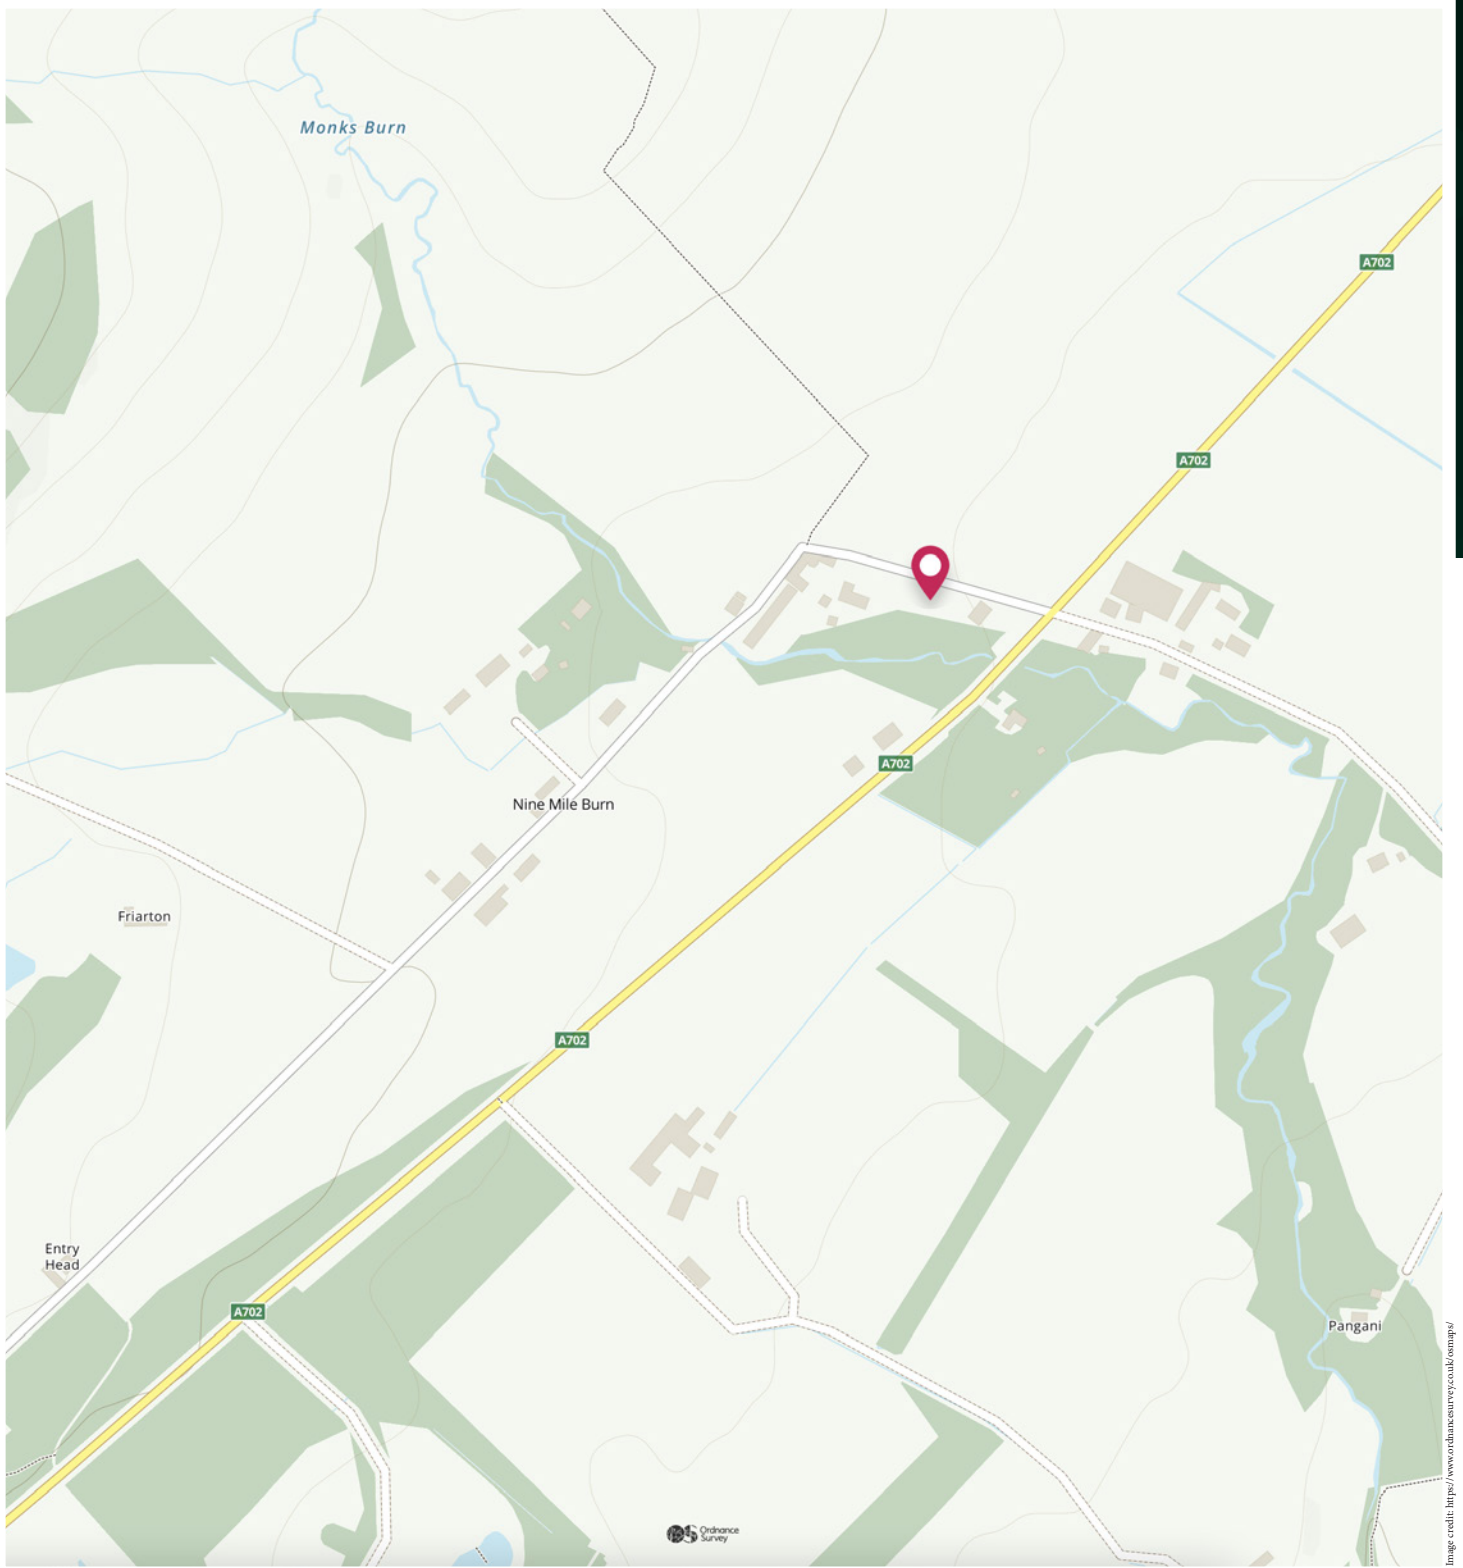 Monks Burn
A702
A702
A702
Nine Mile Burn
Friarton
A702
Entry
Head
A702
Pangani
Ordnance
Survey
Image credit: https://www.ordnancesurvey.co.uk/osmaps/